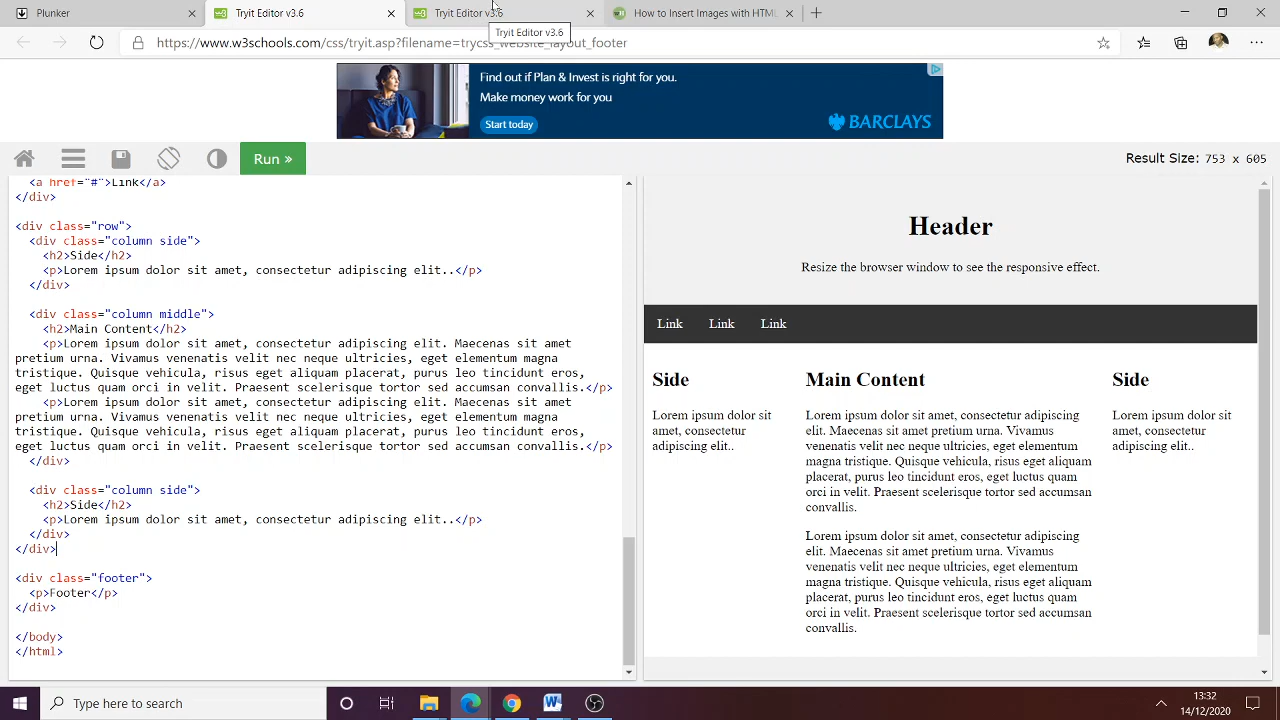 Plunker
Tryit Editor v3.6
Tryit Editor v3.6
How to Insert Images with HTML
Tryit Editor v3.6
https://www.w3schools.com/css/tryit.asp?filename=trycss_website_layout_footer
Find out if Plan & Invest is right for you.
Make money work for you
Start today
BARCLAYS
Run »
Result Size: 753 x 605
<a href="#">Link</a>
</div>
<div class="row">
<div class="column side">
<h2>Side</h2>
<p>Lorem ipsum dolor sit amet, consectetur adipiscing elit..</p>
</div>
<div class="column middle">
<h2>Main Content</h2>
<p>Lorem ipsum dolor sit amet, consectetur adipiscing elit. Maecenas sit amet
pretium urna. Vivamus venenatis velit nec neque ultricies, eget elementum magna
tristique. Quisque vehicula, risus eget aliquam placerat, purus leo tincidunt eros,
eget luctus quam orci in velit. Praesent scelerisque tortor sed accumsan convallis.</p>
<p>Lorem ipsum dolor sit amet, consectetur adipiscing elit. Maecenas sit amet
pretium urna. Vivamus venenatis velit nec neque ultricies, eget elementum magna
tristique. Quisque vehicula, risus eget aliquam placerat, purus leo tincidunt eros,
eget luctus quam orci in velit. Praesent scelerisque tortor sed accumsan convallis.</p>
</div>
<div class="column side">
<h2>Side</h2>
<p>Lorem ipsum dolor sit amet, consectetur adipiscing elit..</p>
</div>
</div>
<div class="footer">
<p>Footer</p>
</div>
</body>
</html>
Header
Resize the browser window to see the responsive effect.
Link Link Link
Side
Lorem ipsum dolor sit
amet, consectetur
adipiscing elit..
Main Content
Lorem ipsum dolor sit amet, consectetur adipiscing
elit. Maecenas sit amet pretium urna. Vivamus
venenatis velit nec neque ultricies, eget elementum
magna tristique. Quisque vehicula, risus eget aliquam
placerat, purus leo tincidunt eros, eget luctus quam
orci in velit. Praesent scelerisque tortor sed accumsan
convallis.
Lorem ipsum dolor sit amet, consectetur adipiscing
elit. Maecenas sit amet pretium urna. Vivamus
venenatis velit nec neque ultricies, eget elementum
magna tristique. Quisque vehicula, risus eget aliquam
placerat, purus leo tincidunt eros, eget luctus quam
orci in velit. Praesent scelerisque tortor sed accumsan
convallis.
Side
Lorem ipsum dolor sit
amet, consectetur
adipiscing elit..
Type here to search
13:32
14/12/2020